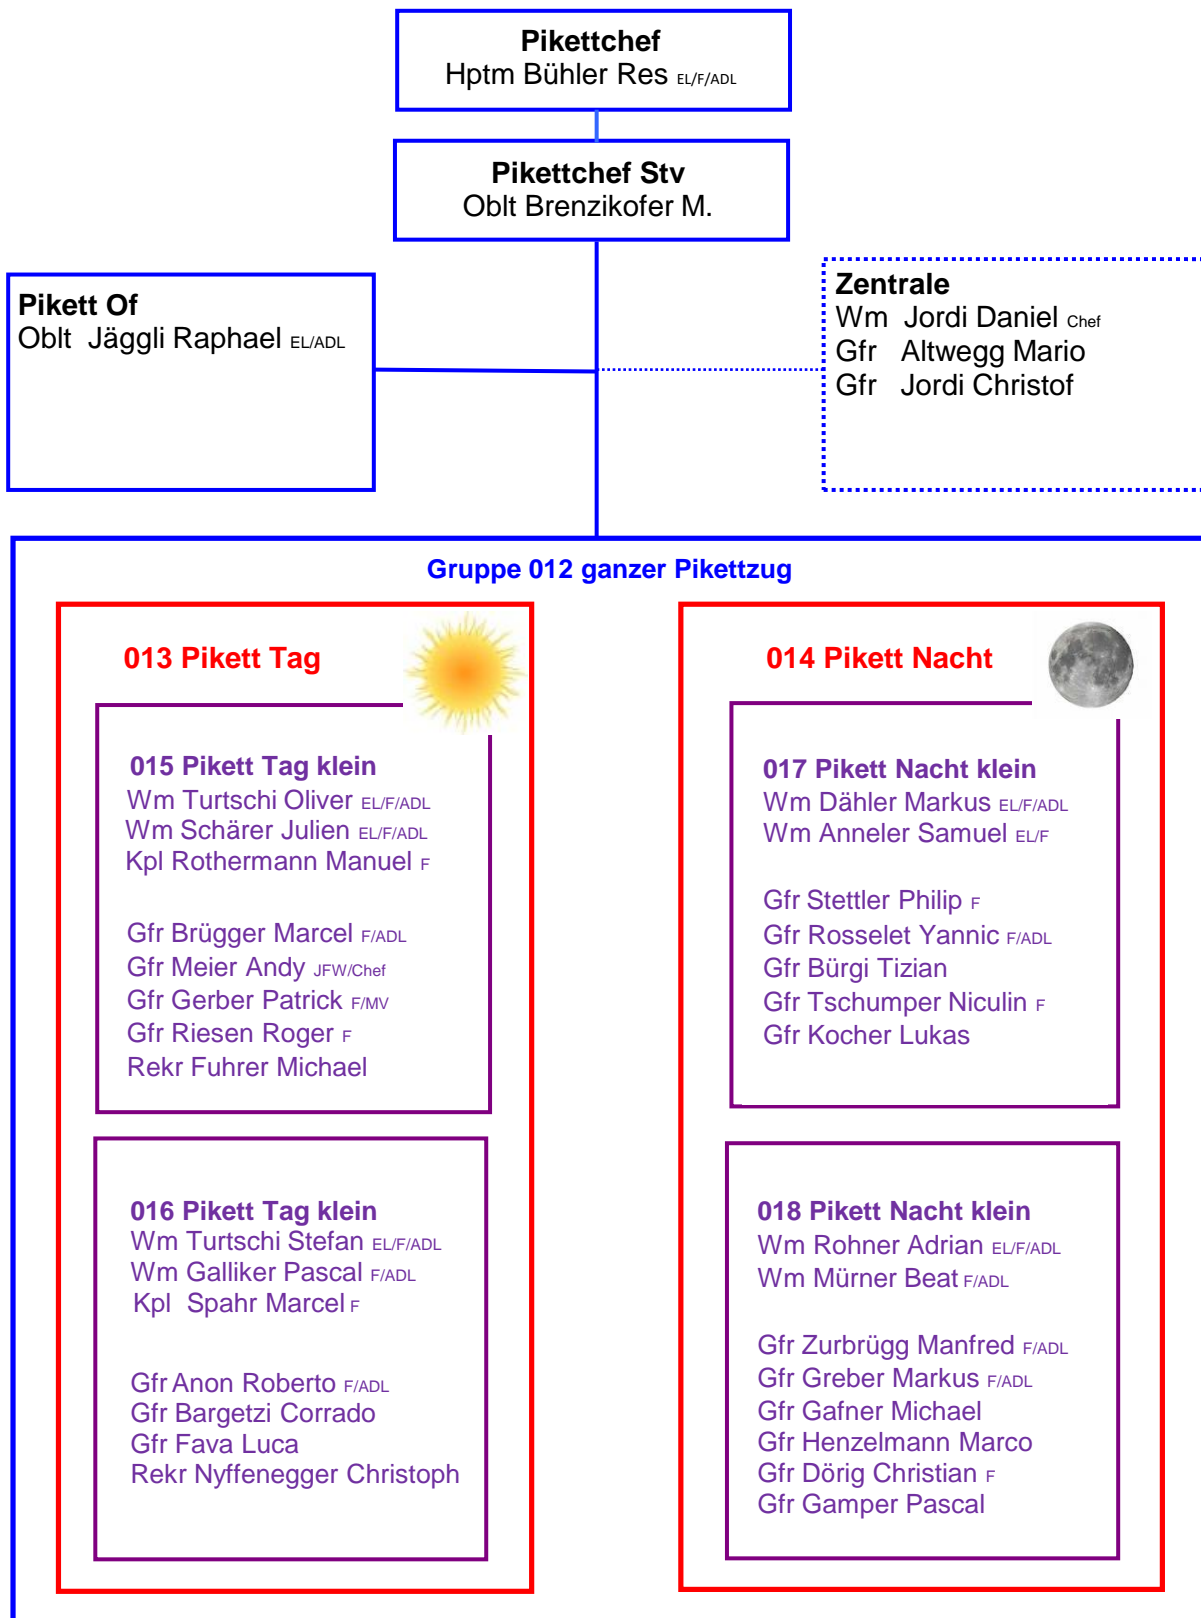 Pikettchef
Hptm Bühler Res EL/F/ADL
Pikettchef Stv
Oblt Brenzikofer M.
Pikett Of
Oblt Jäggli Raphael EL/ADL
Zentrale
Wm Jordi Daniel Chef
Gfr Altwegg Mario
Gfr Jordi Christof
Gruppe 012 ganzer Pikettzug
013 Pikett Tag
015 Pikett Tag klein
Wm Turtschi Oliver EL/F/ADL
Wm Schärer Julien EL/F/ADL
Kpl Rothermann Manuel F
Gfr Brügger Marcel F/ADL
Gfr Meier Andy JFW/Chef
Gfr Gerber Patrick F/MV
Gfr Riesen Roger F
Rekr Fuhrer Michael
016 Pikett Tag klein
Wm Turtschi Stefan EL/F/ADL
Wm Galliker Pascal F/ADL
Kpl Spahr Marcel F
Gfr Anon Roberto F/ADL
Gfr Bargetzi Corrado
Gfr Fava Luca
Rekr Nyffenegger Christoph
014 Pikett Nacht
017 Pikett Nacht klein
Wm Dähler Markus EL/F/ADL
Wm Anneler Samuel EL/F
Gfr Stettler Philip F
Gfr Rosselet Yannic F/ADL
Gfr Bürgi Tizian
Gfr Tschumper Niculin F
Gfr Kocher Lukas
018 Pikett Nacht klein
Wm Rohner Adrian EL/F/ADL
Wm Mürner Beat F/ADL
Gfr Zurbrügg Manfred F/ADL
Gfr Greber Markus F/ADL
Gfr Gafner Michael
Gfr Henzelmann Marco
Gfr Dörig Christian F
Gfr Gamper Pascal